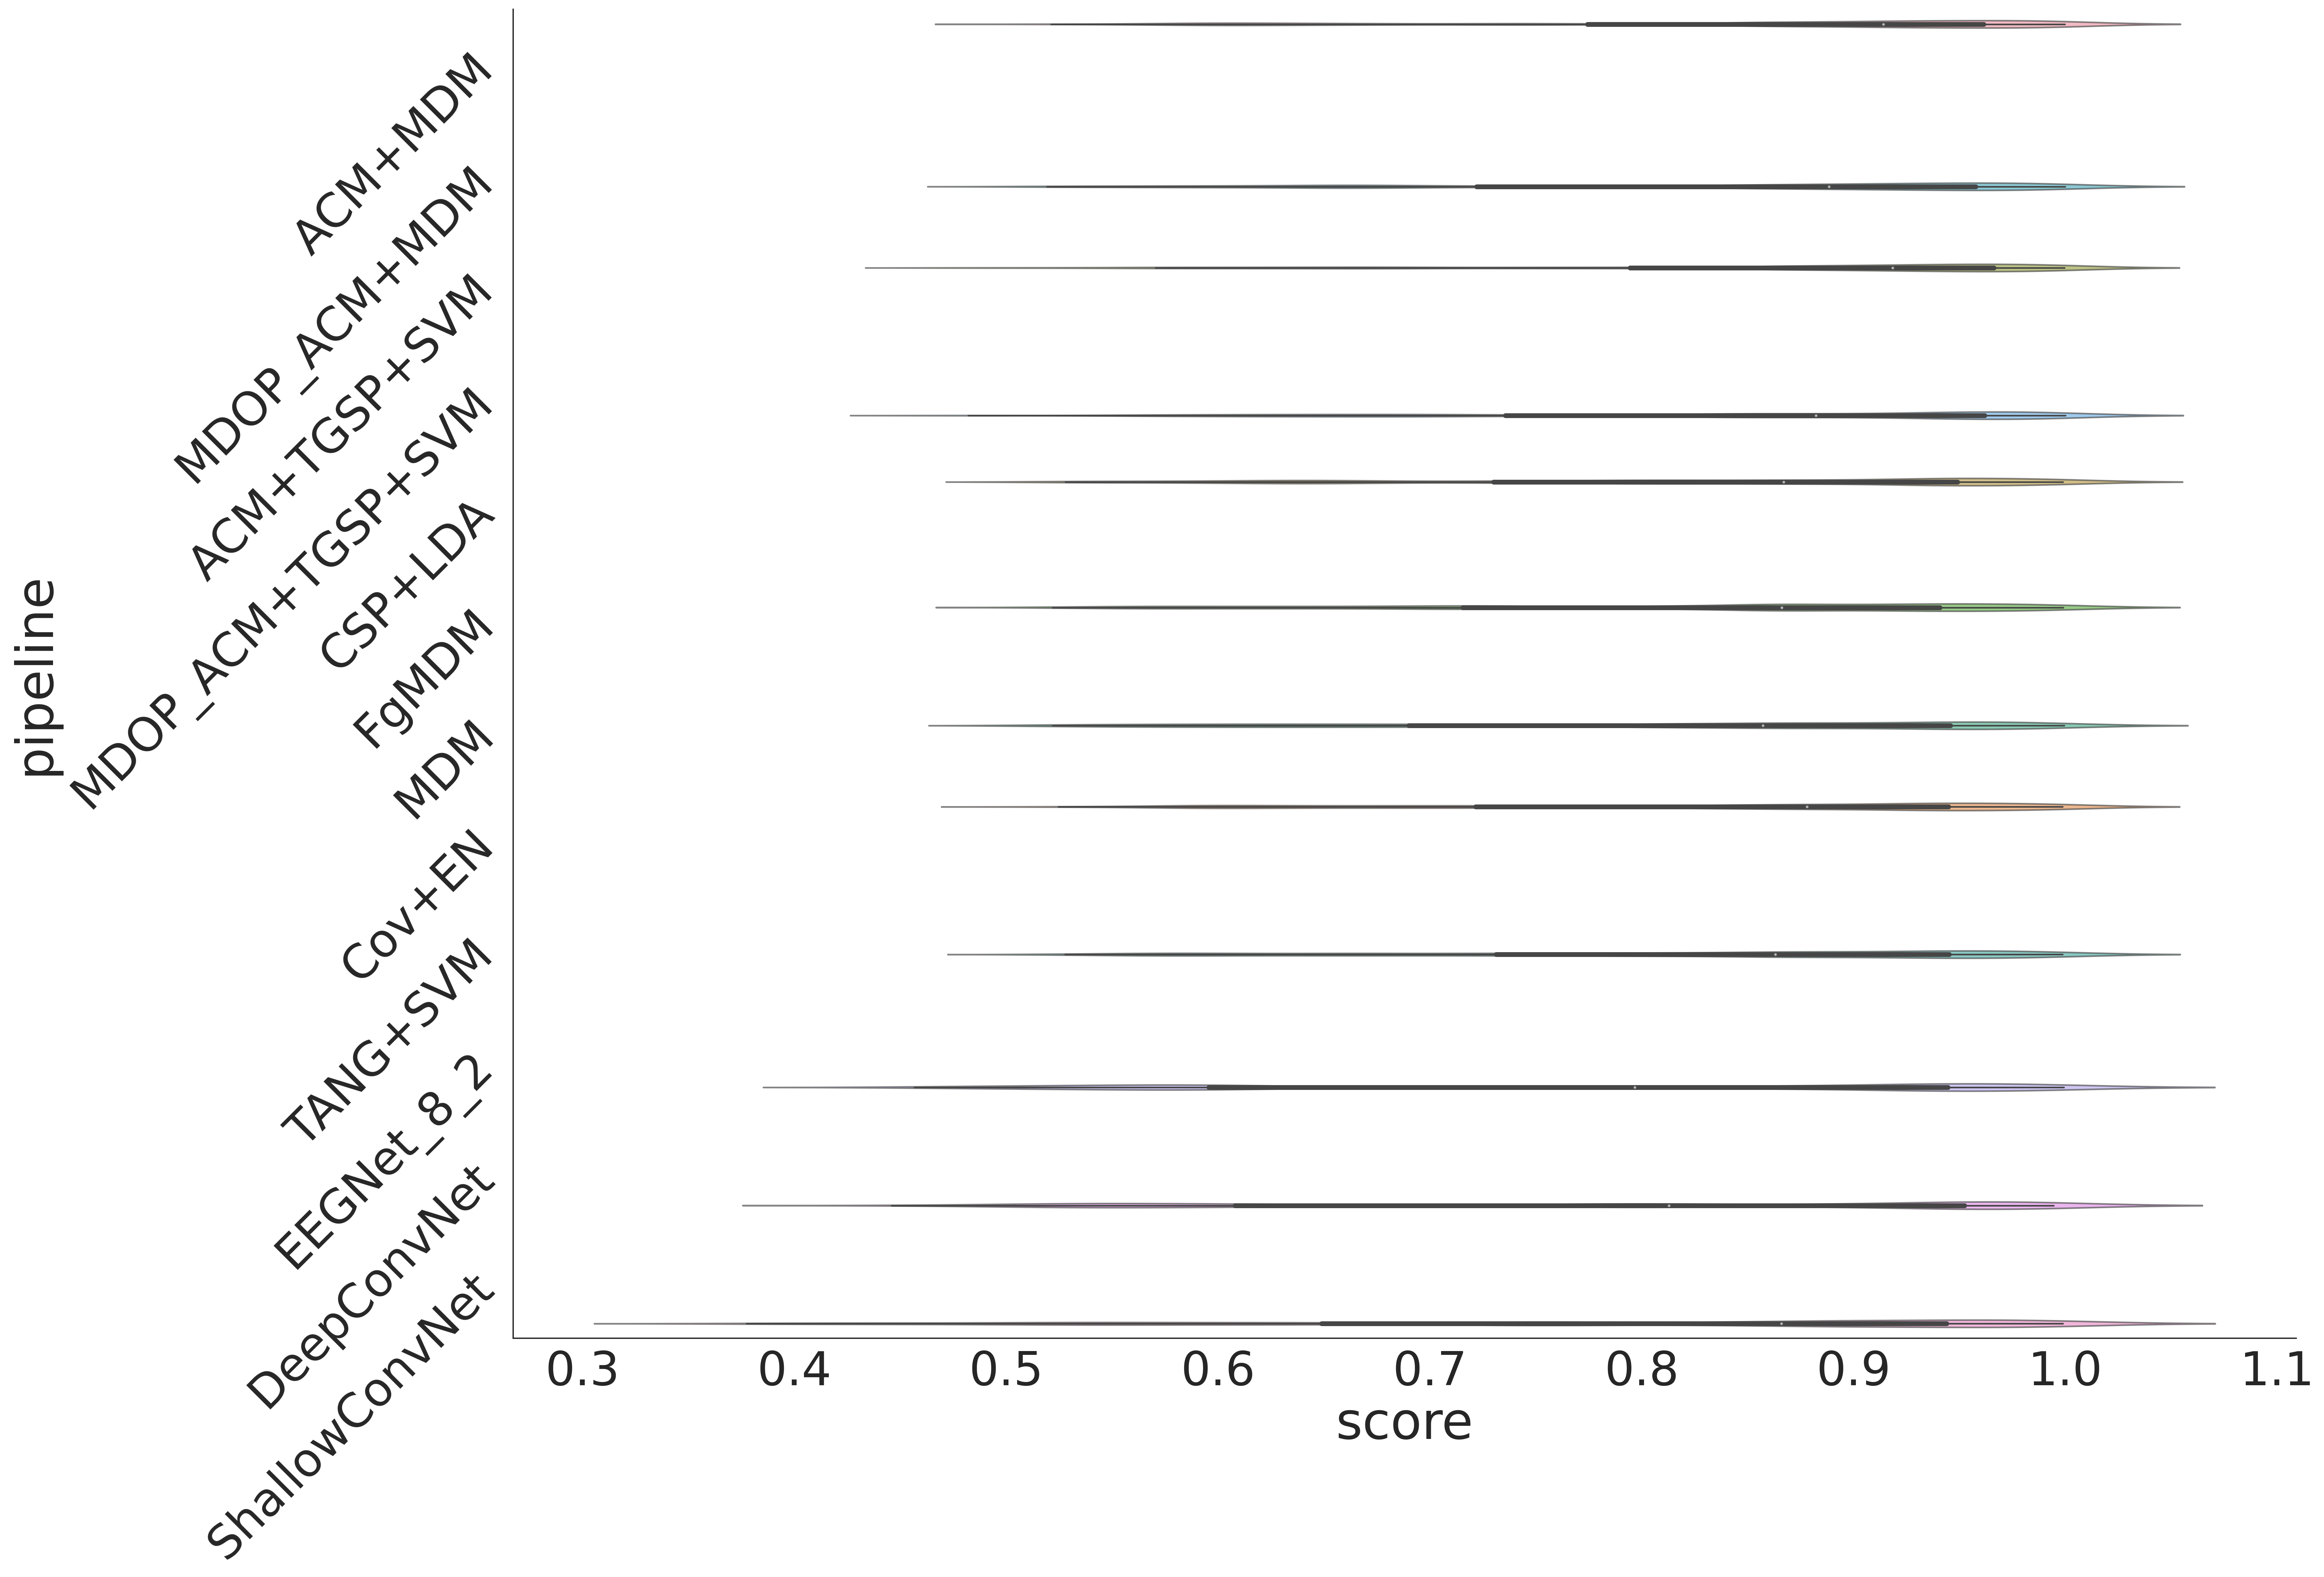 pipeline
ACM+MDM
MDOP_ACM+MDM
ACM+TGSP+SVM
MDOP_ACM+TGSP+SVM
CSP+LDA
FgMDM
MDM
Cov+EN
TANG+SVM
EEGNet_8_2
DeepConvNet
ShallowConvNet
0.3 0.4 0.5 0.6 0.7 0.8 0.9 1.0 1.1
score